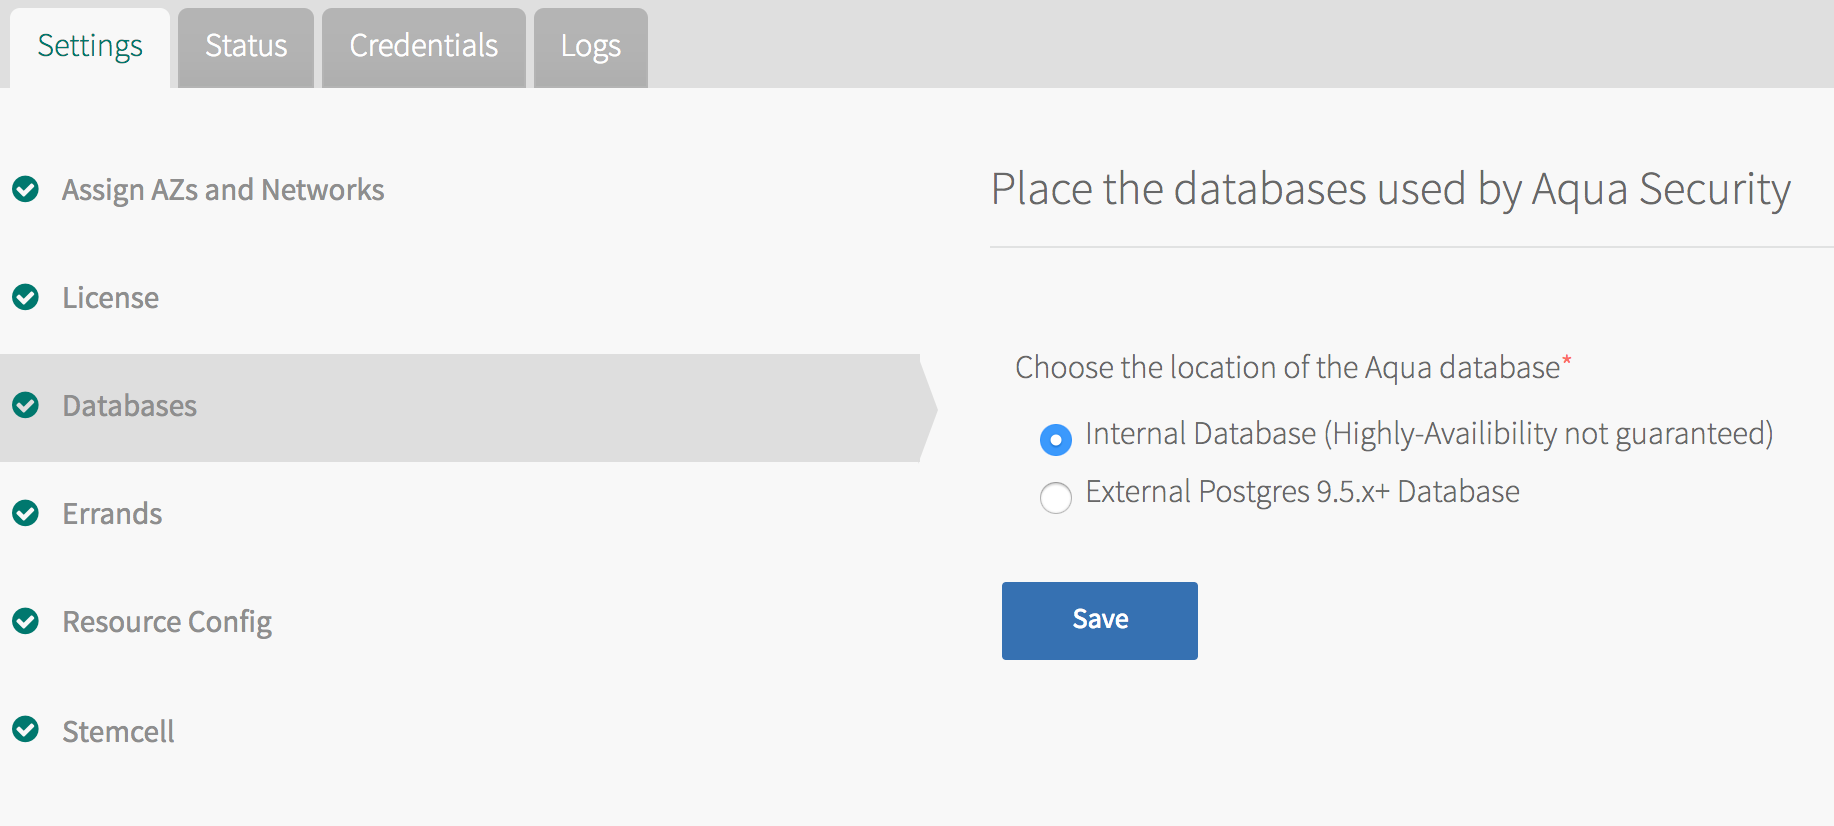 Settings
Status
Credentials
Logs
Assign AZs and Networks
License
Databases
Errands
Resource Config
Stemcell
Place the databases used by Aqua Security
Choose the location of the Aqua database*
Internal Database (Highly-Availibility not guaranteed)
External Postgres 9.5.x+ Database
Save